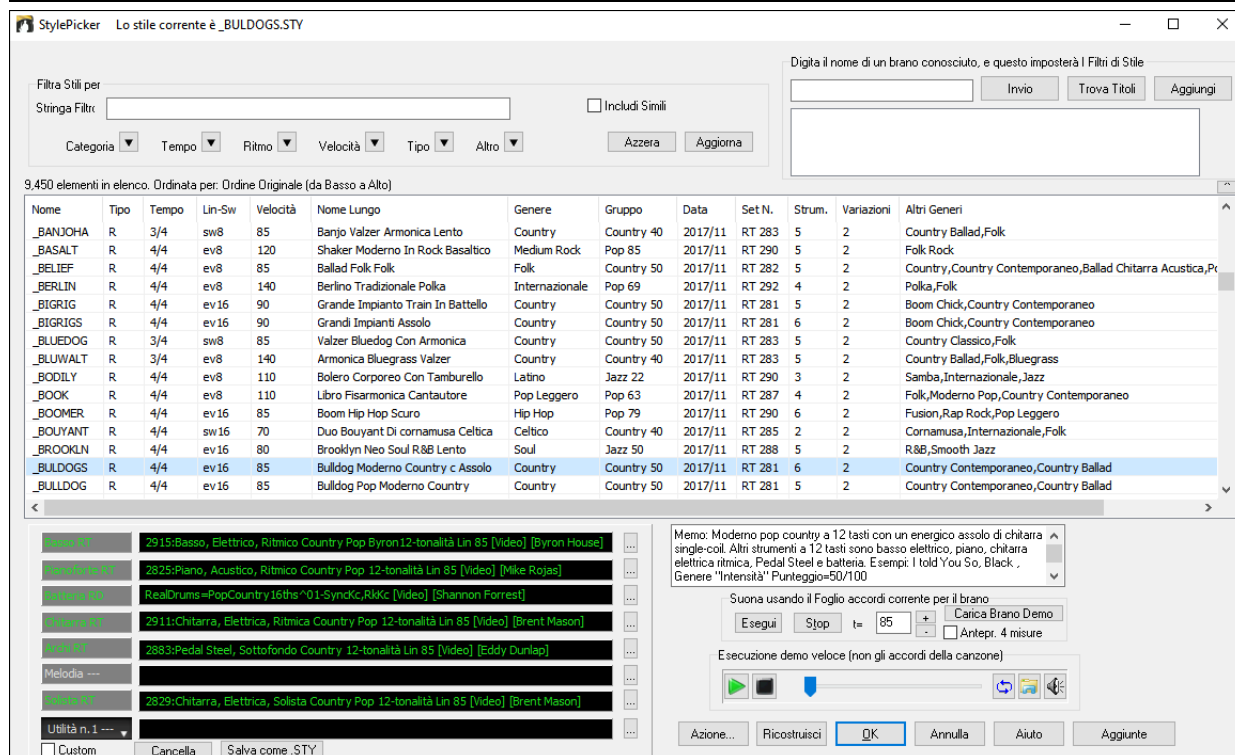 StylePicker Lo stile corrente è _BULDOGS.STY
Digita il nome di un brano conosciuto, e questo imposterà I Filtri di Stile
Invio Trova Titoli Aggiungi
Filtra Stili per
Stringa Filtro Includi Simili
Categoria Tempo Ritmo Velocità Tipo Altro Azzera Aggiorna
9,450 elementi in elenco. Ordinata per: Ordine Originale (da Basso a Alto)
Nome Tipo Tempo Lin-Sw Velocità Nome Lungo Genere Gruppo Data Set N. Strum. Variazioni Altri Generi
_BANJOHA R 3/4 sw8 85 Banjo Valzer Armonica Lento Country Country 40 2017/11 RT 283 5 2 Country Ballad,Folk
_BASALT R 4/4 ev8 120 Shaker Moderno In Rock Basaltico Medium Rock Pop 85 2017/11 RT 290 5 2 Folk Rock
_BELIEF R 4/4 ev8 85 Ballad Folk Folk Folk Country 50 2017/11 RT 282 5 2 Country,Country Contemporaneo,Ballad Chitarra Acustica,Po
_BERLIN R 4/4 ev8 140 Berlino Tradizionale Polka Internazionale Pop 69 2017/11 RT 292 4 2 Polka,Folk
_BIGRIG R 4/4 ev16 90 Grande Impianto Train In Battello Country Country 50 2017/11 RT 281 5 2 Boom Chick,Country Contemporaneo
_BIGRIGS R 4/4 ev16 90 Grandi Impianti Assolo Country Country 50 2017/11 RT 281 6 2 Boom Chick,Country Contemporaneo
_BLUEDOG R 3/4 sw8 85 Valzer Bluedog Con Armonica Country Country 50 2017/11 RT 283 5 2 Country Classico,Folk
_BLUWALT R 3/4 ev8 140 Armonica Bluegrass Valzer Country Country 40 2017/11 RT 283 5 2 Country Ballad,Folk,Bluegrass
_BODILY R 4/4 ev8 110 Bolero Corporeo Con Tamburello Latino Jazz 22 2017/11 RT 290 3 2 Samba,Internazionale,Jazz
_BOOK R 4/4 ev8 110 Libro Fisarmonica Cantautore Pop Leggero Pop 63 2017/11 RT 287 4 2 Folk,Moderno Pop,Country Contemporaneo
_BOOMER R 4/4 ev16 85 Boom Hip Hop Scuro Hip Hop Pop 79 2017/11 RT 290 6 2 Fusion,Rap Rock,Pop Leggero
_BOUYANT R 4/4 sw16 70 Duo Bouyant Di cornamusa Celtica Celtico Country 40 2017/11 RT 285 2 2 Cornamusa,Internazionale,Folk
_BROOKLN R 4/4 ev16 80 Brooklyn Neo Soul R&B Lento Soul Jazz 50 2017/11 RT 288 5 2 R&B,Smooth Jazz
_BULDOGS R 4/4 ev16 85 Bulldog Moderno Country c Assolo Country Country 50 2017/11 RT 281 6 2 Country Contemporaneo,Country Ballad
_BULLDOG R 4/4 ev16 85 Bulldog Pop Moderno Country Country Country 50 2017/11 RT 281 5 2 Country Contemporaneo,Country Ballad
Basso RT 2915:Basso, Elettrico, Ritmico Country Pop Byron12-tonalità Lin 85 [Video] [Byron House] ...
Pianoforte RT 2825:Piano, Acustico, Ritmico Country Pop 12-tonalità Lin 85 [Video] [Mike Rojas] ...
Batteria RD RealDrums=PopCountry16ths^01-SyncKc,RkKc [Video] [Shannon Forrest] ...
Chitarra RT 2911:Chitarra, Elettrica, Ritmica Country Pop 12-tonalità Lin 85 [Video] [Brent Mason] ...
Archi RT 2883:Pedal Steel, Sottofondo Country 12-tonalità Lin 85 [Video] [Eddy Dunlap] ...
Melodia --- ...
Solista RT 2829:Chitarra, Elettrica, Solista Country Pop 12-tonalità Lin 85 [Video] [Brent Mason] ...
Utilità n.1 --- ...
Custom Cancella Salva come .STY
Memo: Moderno pop country a 12 tasti con un energico assolo di chitarra
single-coil. Altri strumenti a 12 tasti sono basso elettrico, piano, chitarra
elettrica ritmica, Pedal Steel e batteria. Esempi: I told You So, Black ,
Genere "Intensità" Punteggio=50/100
Suona usando il Foglio accordi corrente per il brano
Esegui Stop t= 85 + - Carica Brano Demo
Antepr. 4 misure
Esecuzione demo veloce (non gli accordi della canzone)
Azione... Ricostruisci OK Annulla Aiuto Aggiunte